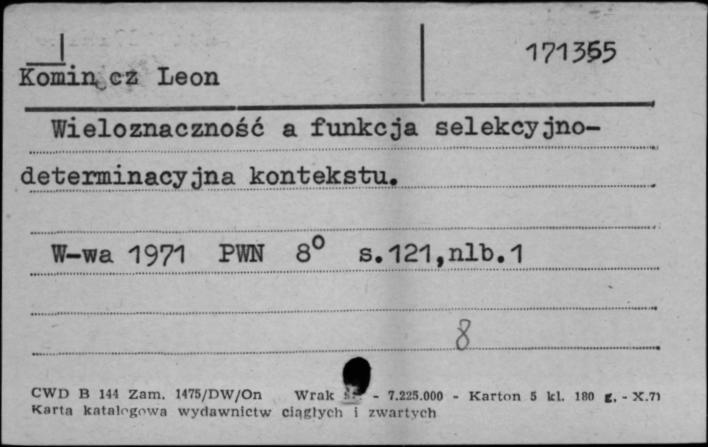 171355
Komin cz Leon
Wieloznaczność a funkcja selekcyjno-
determinacyjna kontekstu.
W-wa 1971 PWN 8° s.121,nlb.1
8
CWD B 144 Zam. 1475/DW/On Wrak - 7.225.000 - Karton 5 kl. 180 g. - X.71
Karta katalogowa wydawnictw ciągłych i zwartych